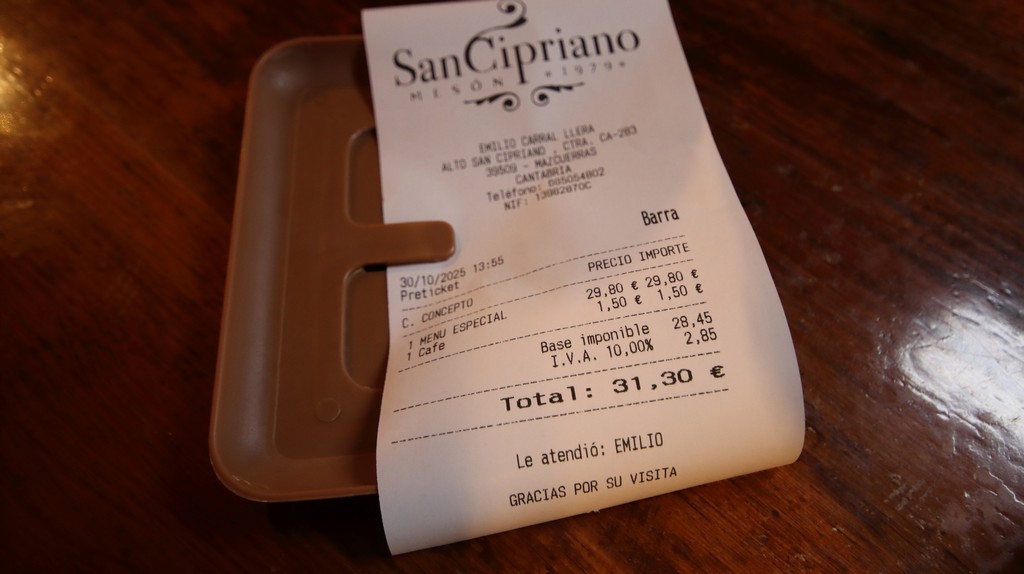 SanCipriano
MESÓN *1979*
EMILIO CARRAL LLERA
ALTO SAN CIPRIANO , CTRA. CA-283
39509 - MAZCUERRAS
CANTABRIA
Teléfono:
NIF:
Barra
30/10/2025 13:55
Preticket
C. CONCEPTO PRECIO IMPORTE
1 MENU ESPECIAL 29,80 € 29,80 €
1 Cafe 1,50 € 1,50 €
Base imponible 28,45
I.V.A. 10,00% 2,85
Total: 31,30 €
Le atendió: EMILIO
GRACIAS POR SU VISITA